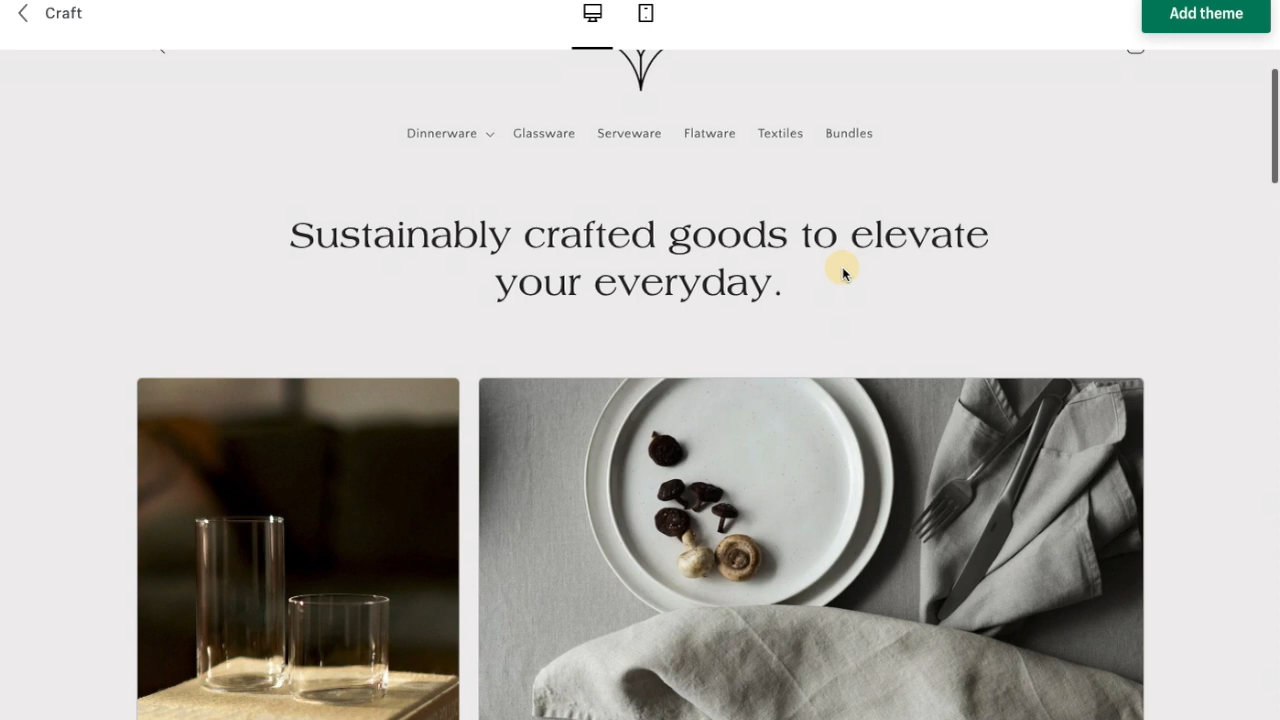 Craft
Add theme
Dinnerware Glassware Serveware Flatware Textiles Bundles
Sustainably crafted goods to elevate
your everyday.